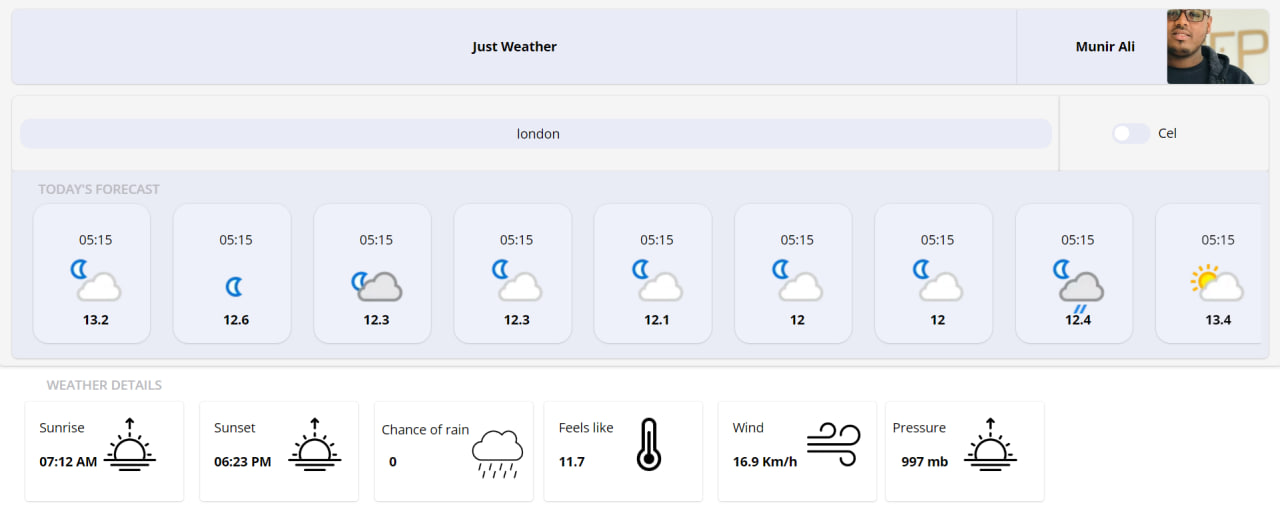 Just Weather
Munir Ali
FP
london
Cel
TODAY'S FORECAST
05:15 05:15 05:15 05:15 05:15 05:15 05:15 05:15 05:15
13.2 12.6 12.3 12.3 12.1 12 12 12.4 13.4
WEATHER DETAILS
Sunrise
07:12 AM
Sunset
06:23 PM
Chance of rain
0
Feels like
11.7
Wind
16.9 Km/h
Pressure
997 mb